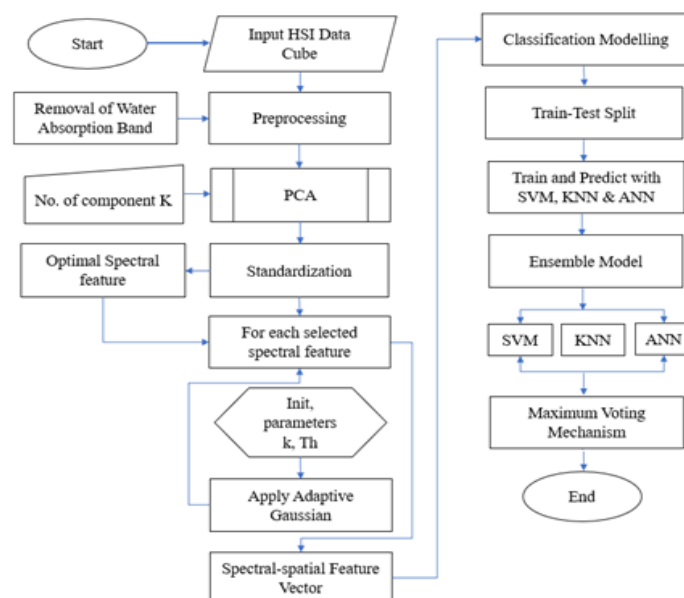 Start
Input HSI Data
Cube
Removal of Water
Absorption Band
Preprocessing
No. of component K
PCA
Optimal Spectral
feature
Standardization
For each selected
spectral feature
Init,
parameters
k, Th
Apply Adaptive
Gaussian
Spectral-spatial Feature
Vector
Classification Modelling
Train-Test Split
Train and Predict with
SVM, KNN & ANN
Ensemble Model
SVM
KNN
ANN
Maximum Voting
Mechanism
End